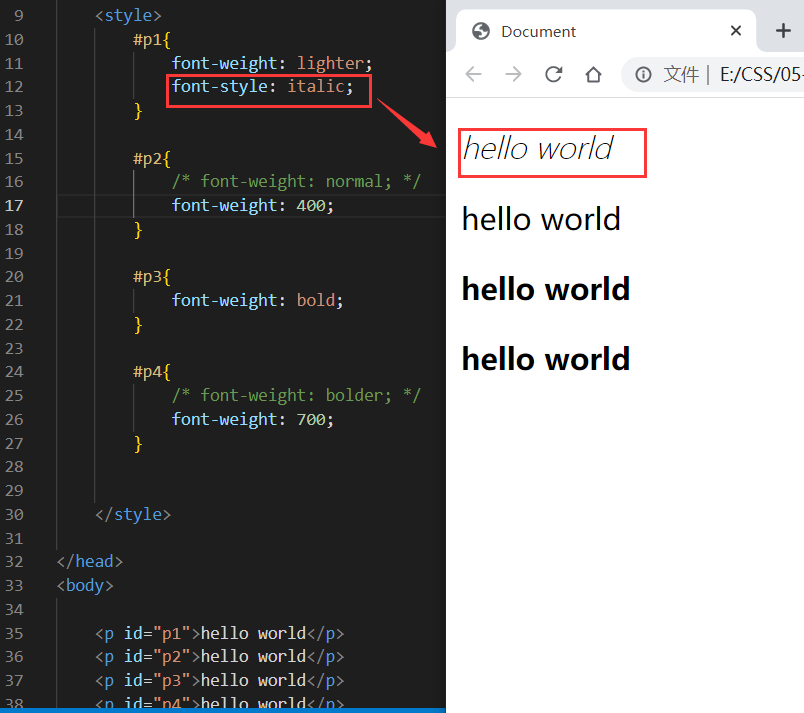 9 <style>
10 #p1{
11 font-weight: lighter;
12 font-style: italic;
13 }
14
15 #p2{
16 /* font-weight: normal; */
17 font-weight: 400;
18 }
19
20 #p3{
21 font-weight: bold;
22 }
23
24 #p4{
25 /* font-weight: bolder; */
26 font-weight: 700;
27 }
28
29
30 </style>
31
32 </head>
33 <body>
34
35 <p id="p1">hello world</p>
36 <p id="p2">hello world</p>
37 <p id="p3">hello world</p>
38 <p id="p4">hello world</p>
Document
文件 | E:/CSS/05-
hello world
hello world
hello world
hello world